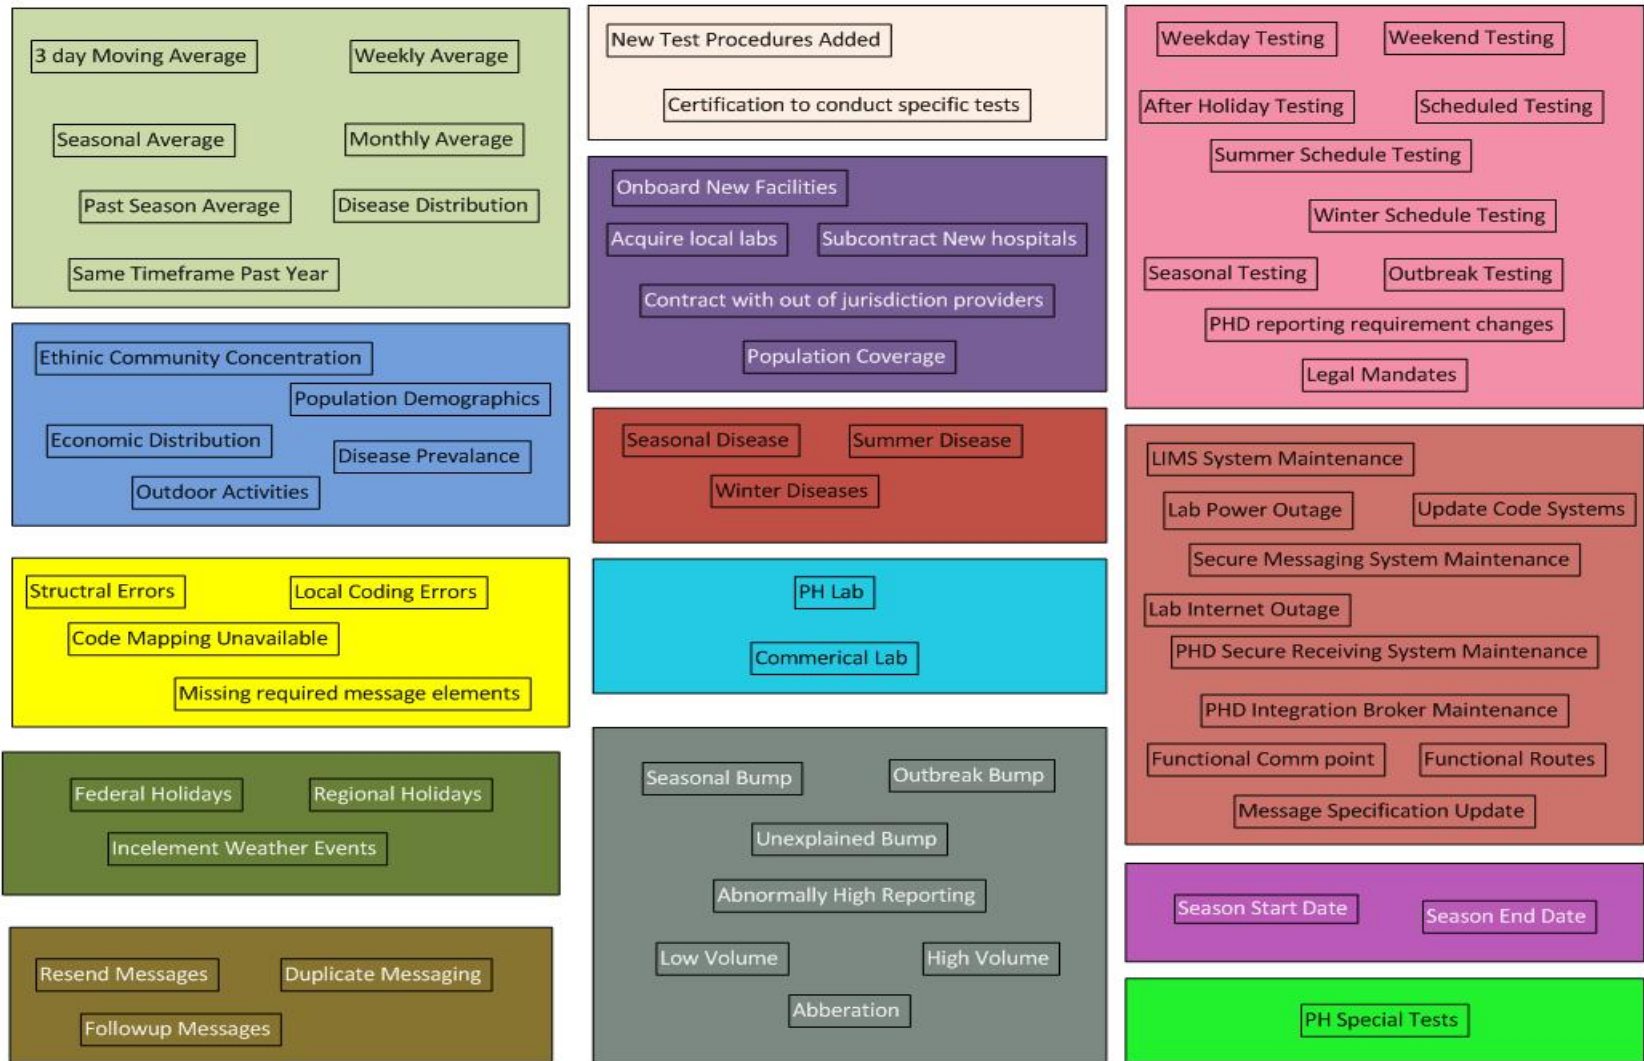 3 day Moving Average
Weekly Average
Seasonal Average
Monthly Average
Past Season Average
Disease Distribution
Same Timeframe Past Year
Ethinic Community Concentration
Population Demographics
Economic Distribution
Disease Prevalance
Outdoor Activities
Structral Errors
Local Coding Errors
Code Mapping Unavailable
Missing required message elements
Federal Holidays
Regional Holidays
Incelement Weather Events
Resend Messages
Duplicate Messaging
Followup Messages
New Test Procedures Added
Certification to conduct specific tests
Onboard New Facilities
Acquire local labs
Subcontract New hospitals
Contract with out of jurisdiction providers
Population Coverage
Seasonal Disease
Summer Disease
Winter Diseases
PH Lab
Commerical Lab
Seasonal Bump
Outbreak Bump
Unexplained Bump
Abnormally High Reporting
Low Volume
High Volume
Abberation
Weekday Testing
Weekend Testing
After Holiday Testing
Scheduled Testing
Summer Schedule Testing
Winter Schedule Testing
Seasonal Testing
Outbreak Testing
PHD reporting requirement changes
Legal Mandates
LIMS System Maintenance
Lab Power Outage
Update Code Systems
Secure Messaging System Maintenance
Lab Internet Outage
PHD Secure Receiving System Maintenance
PHD Integration Broker Maintenance
Functional Comm point
Functional Routes
Message Specification Update
Season Start Date
Season End Date
PH Special Tests